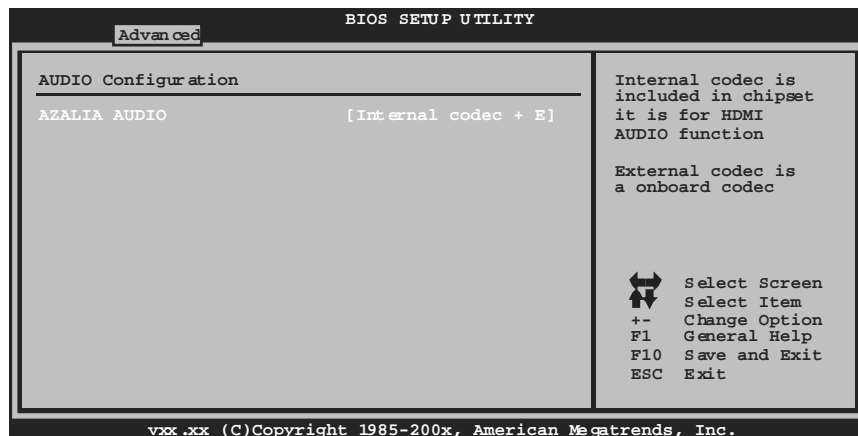 BIOS SETUP UTILITY
Advanced
AUDIO Configuration
AZALIA AUDIO [Internal codec + E]
Internal codec is
included in chipset
it is for HDMI
AUDIO function
External codec is
a onboard codec
Select Screen
Select Item
+- Change Option
F1 General Help
F10 Save and Exit
ESC Exit
vxx.xx (C)Copyright 1985-200x, American Megatrends, Inc.